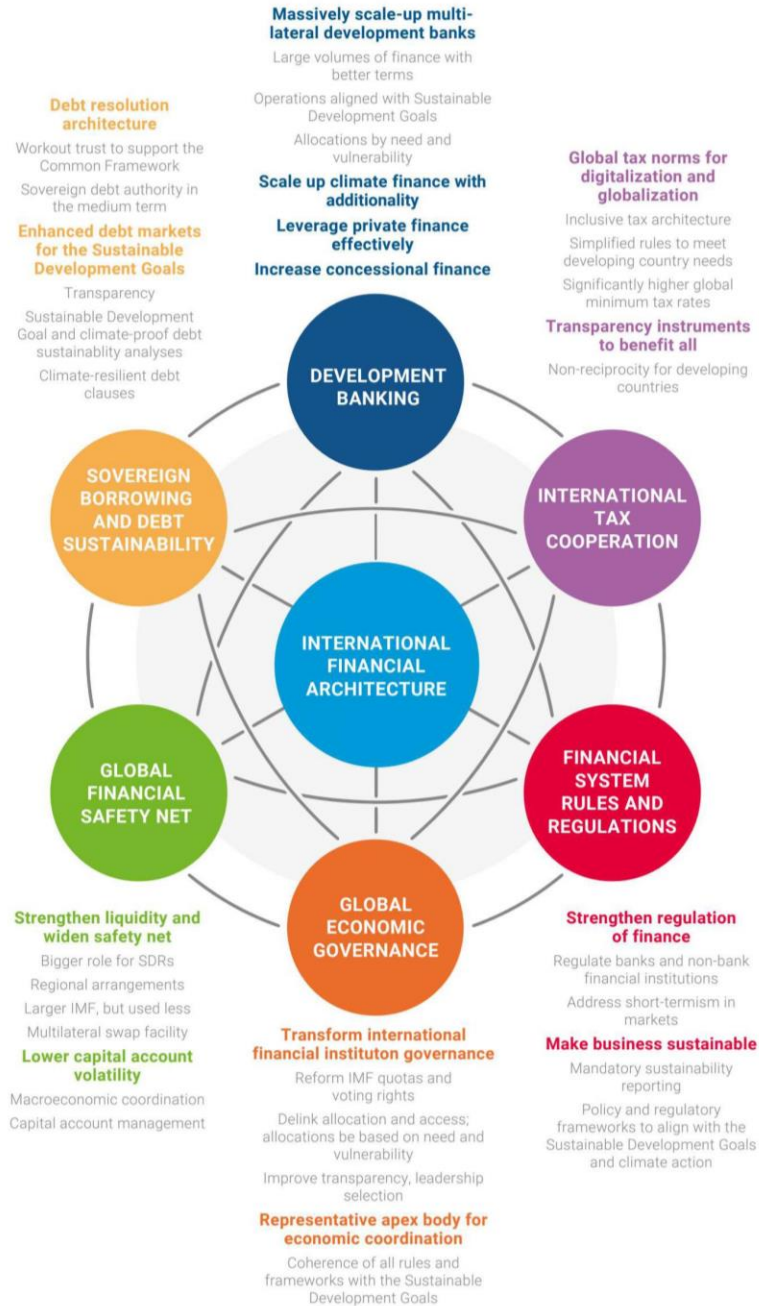 Massively scale-up multi-
lateral development banks
Large volumes of finance with
better terms
Operations aligned with Sustainable
Development Goals
Allocations by need and
vulnerability
Scale up climate finance with
additionality
Leverage private finance
effectively
Increase concessional finance
Debt resolution
architecture
Workout trust to support the
Common Framework
Sovereign debt authority in
the medium term
Enhanced debt markets
for the Sustainable
Development Goals
Transparency
Sustainable Development
Goal and climate-proof debt
sustainablity analyses
Climate-resilient debt
clauses
Global tax norms for
digitalization and
globalization
Inclusive tax architecture
Simplified rules to meet
developing country needs
Significantly higher global
minimum tax rates
Transparency instruments
to benefit all
Non-reciprocity for developing
countries
DEVELOPMENT
BANKING
SOVEREIGN
BORROWING
AND DEBT
SUSTAINABILITY
INTERNATIONAL
TAX
COOPERATION
INTERNATIONAL
FINANCIAL
ARCHITECTURE
GLOBAL
FINANCIAL
SAFETY NET
FINANCIAL
SYSTEM
RULES AND
REGULATIONS
GLOBAL
ECONOMIC
GOVERNANCE
Strengthen liquidity and
widen safety net
Bigger role for SDRs
Regional arrangements
Larger IMF, but used less
Multilateral swap facility
Lower capital account
volatility
Macroeconomic coordination
Capital account management
Transform international
financial instituton governance
Reform IMF quotas and
voting rights
Delink allocation and access;
allocations be based on need and
vulnerability
Improve transparency, leadership
selection
Representative apex body for
economic coordination
Coherence of all rules and
frameworks with the Sustainable
Development Goals
Strengthen regulation
of finance
Regulate banks and non-bank
financial institutions
Address short-termism in
markets
Make business sustainable
Mandatory sustainability
reporting
Policy and regulatory
frameworks to align with the
Sustainable Development Goals
and climate action